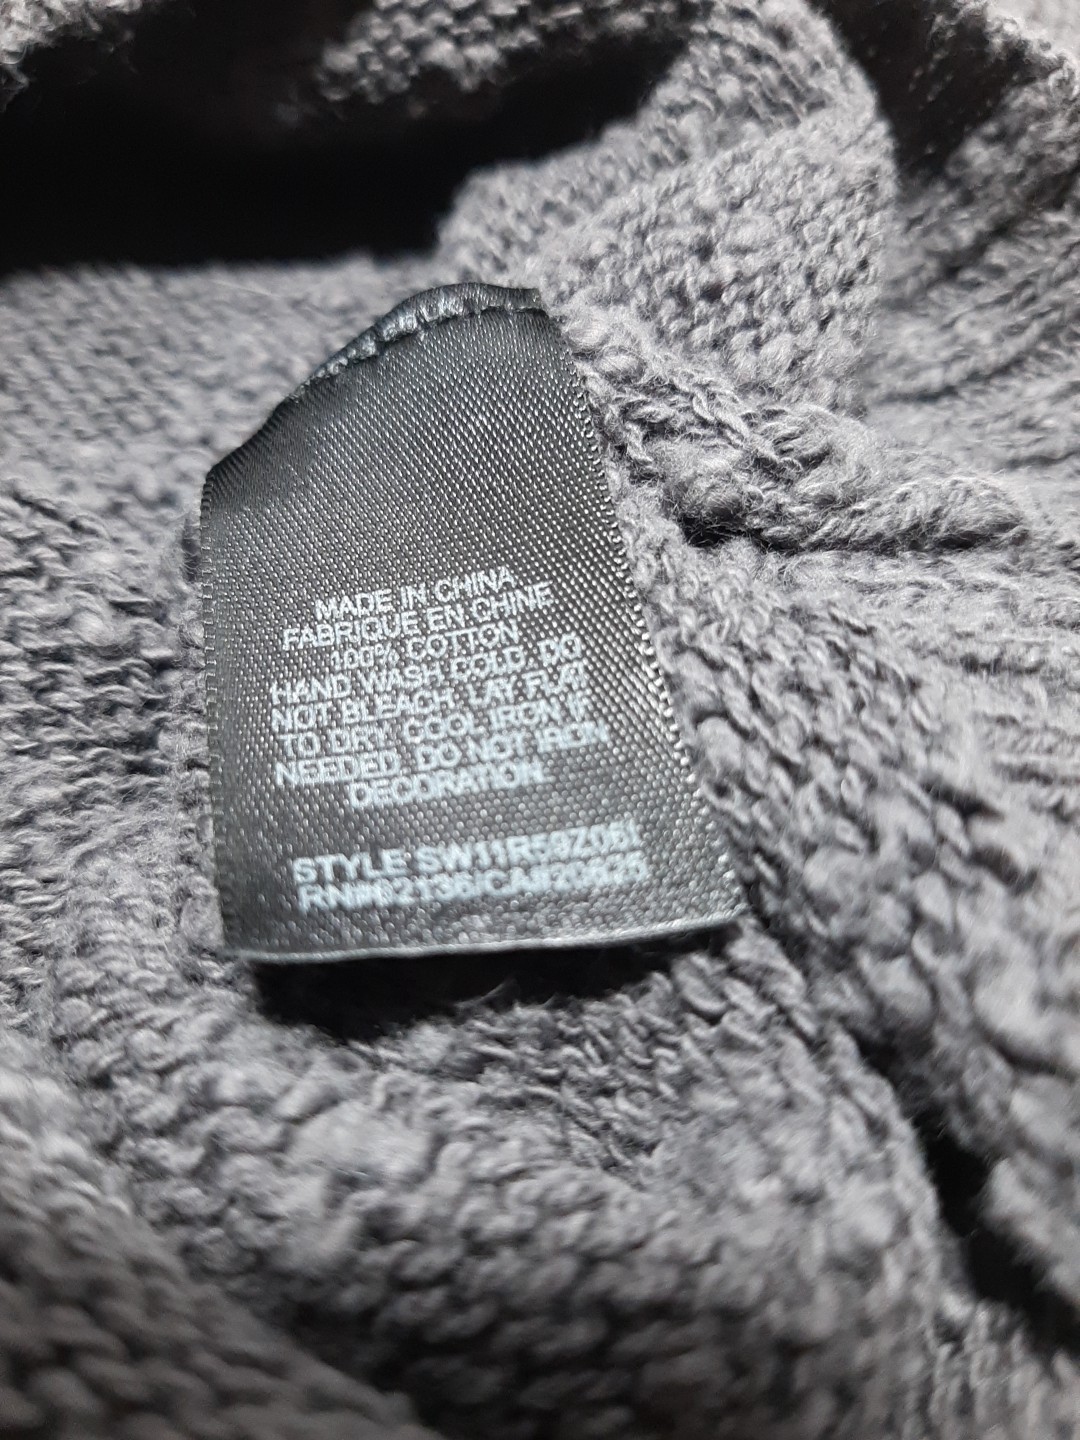 MADE IN CHINA
FABRIQUE EN CHINE
100% COTTON
HAND WASH COLD. DO
NOT BLEACH. LAY FLAT
TO DRY. COOL IRON IF
NEEDED. DO NOT IRON
DECORATION.
STYLE